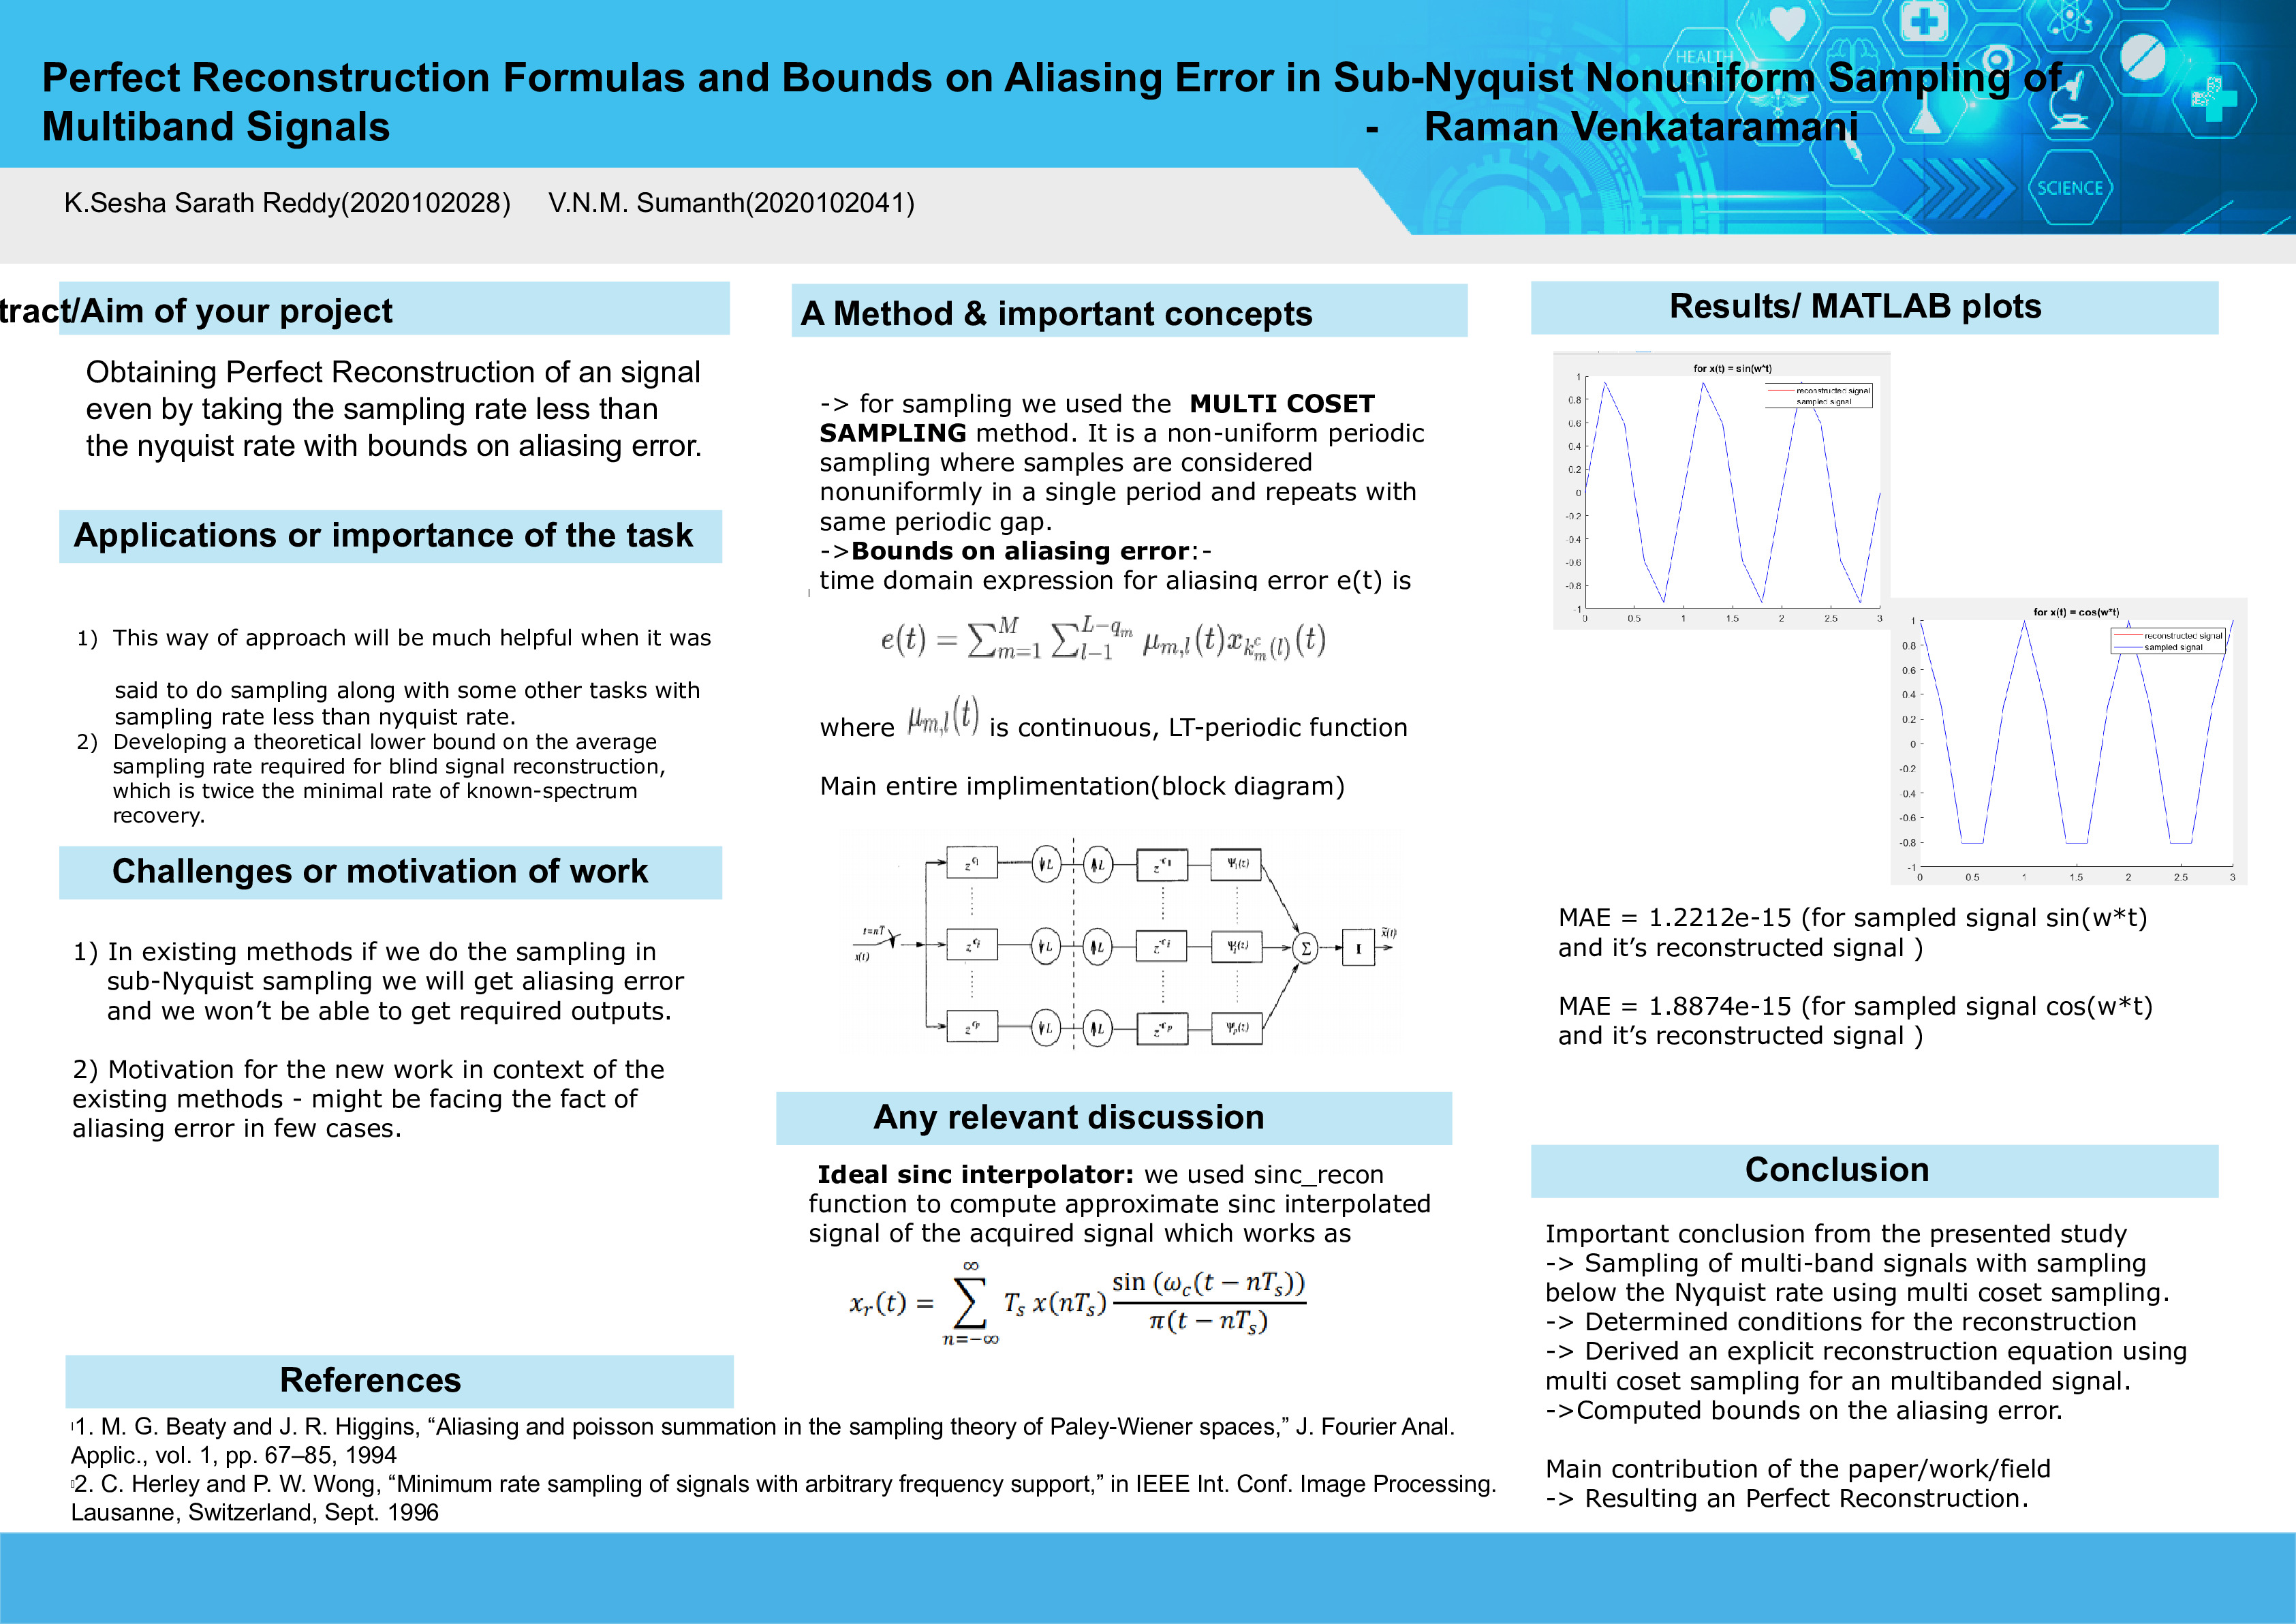 Perfect Reconstruction Formulas and Bounds on Aliasing Error in Sub-Nyquist Nonuniform Sampling of
Multiband Signals - Raman Venkataramani
HEALTH
SCIENCE
K.Sesha Sarath Reddy(2020102028) V.N.M. Sumanth(2020102041)
tract/Aim of your project
Obtaining Perfect Reconstruction of an signal
even by taking the sampling rate less than
the nyquist rate with bounds on aliasing error.
Applications or importance of the task
1) This way of approach will be much helpful when it was
said to do sampling along with some other tasks with
sampling rate less than nyquist rate.
2) Developing a theoretical lower bound on the average
sampling rate required for blind signal reconstruction,
which is twice the minimal rate of known-spectrum
recovery.
Challenges or motivation of work
1) In existing methods if we do the sampling in
sub-Nyquist sampling we will get aliasing error
and we won’t be able to get required outputs.
2) Motivation for the new work in context of the
existing methods - might be facing the fact of
aliasing error in few cases.
References
1. M. G. Beaty and J. R. Higgins, “Aliasing and poisson summation in the sampling theory of Paley-Wiener spaces,” J. Fourier Anal.
Applic., vol. 1, pp. 67–85, 1994
2. C. Herley and P. W. Wong, “Minimum rate sampling of signals with arbitrary frequency support,” in IEEE Int. Conf. Image Processing.
Lausanne, Switzerland, Sept. 1996
A Method & important concepts
-> for sampling we used the MULTI COSET
SAMPLING method. It is a non-uniform periodic
sampling where samples are considered
nonuniformly in a single period and repeats with
same periodic gap.
->Bounds on aliasing error:-
time domain expression for aliasing error e(t) is
e(t) = ∑_{m=1}^{M} ∑_{l-1}^{L-q_m} μ_{m,l}(t)x_{k_m^c(l)}(t)
where μ_{m,l}(t) is continuous, LT-periodic function
Main entire implimentation(block diagram)
z^{c_1} ↓L ↑L z^{-c_1} Ψ_1(t)
t=nT
x(t) z^{c_i} ↓L ↑L z^{-c_i} Ψ_i(t) Σ I x̃(t)
z^{c_p} ↓L ↑L z^{-c_p} Ψ_p(t)
Any relevant discussion
Ideal sinc interpolator: we used sinc_recon
function to compute approximate sinc interpolated
signal of the acquired signal which works as
x_r(t) = ∑_{n=-∞}^{∞} T_s x(nT_s) sin (ω_c(t − nT_s)) / π(t − nT_s)
Results/ MATLAB plots
for x(t) = sin(w*t)
reconstructed signal
sampled signal
1
0.8
0.6
0.4
0.2
0
-0.2
-0.4
-0.6
-0.8
-1
0 0.5 1 1.5 2 2.5 3
for x(t) = cos(w*t)
reconstructed signal
sampled signal
1
0.8
0.6
0.4
0.2
0
-0.2
-0.4
-0.6
-0.8
-1
0 0.5 1 1.5 2 2.5 3
MAE = 1.2212e-15 (for sampled signal sin(w*t)
and it’s reconstructed signal )
MAE = 1.8874e-15 (for sampled signal cos(w*t)
and it’s reconstructed signal )
Conclusion
Important conclusion from the presented study
-> Sampling of multi-band signals with sampling
below the Nyquist rate using multi coset sampling.
-> Determined conditions for the reconstruction
-> Derived an explicit reconstruction equation using
multi coset sampling for an multibanded signal.
->Computed bounds on the aliasing error.
Main contribution of the paper/work/field
-> Resulting an Perfect Reconstruction.